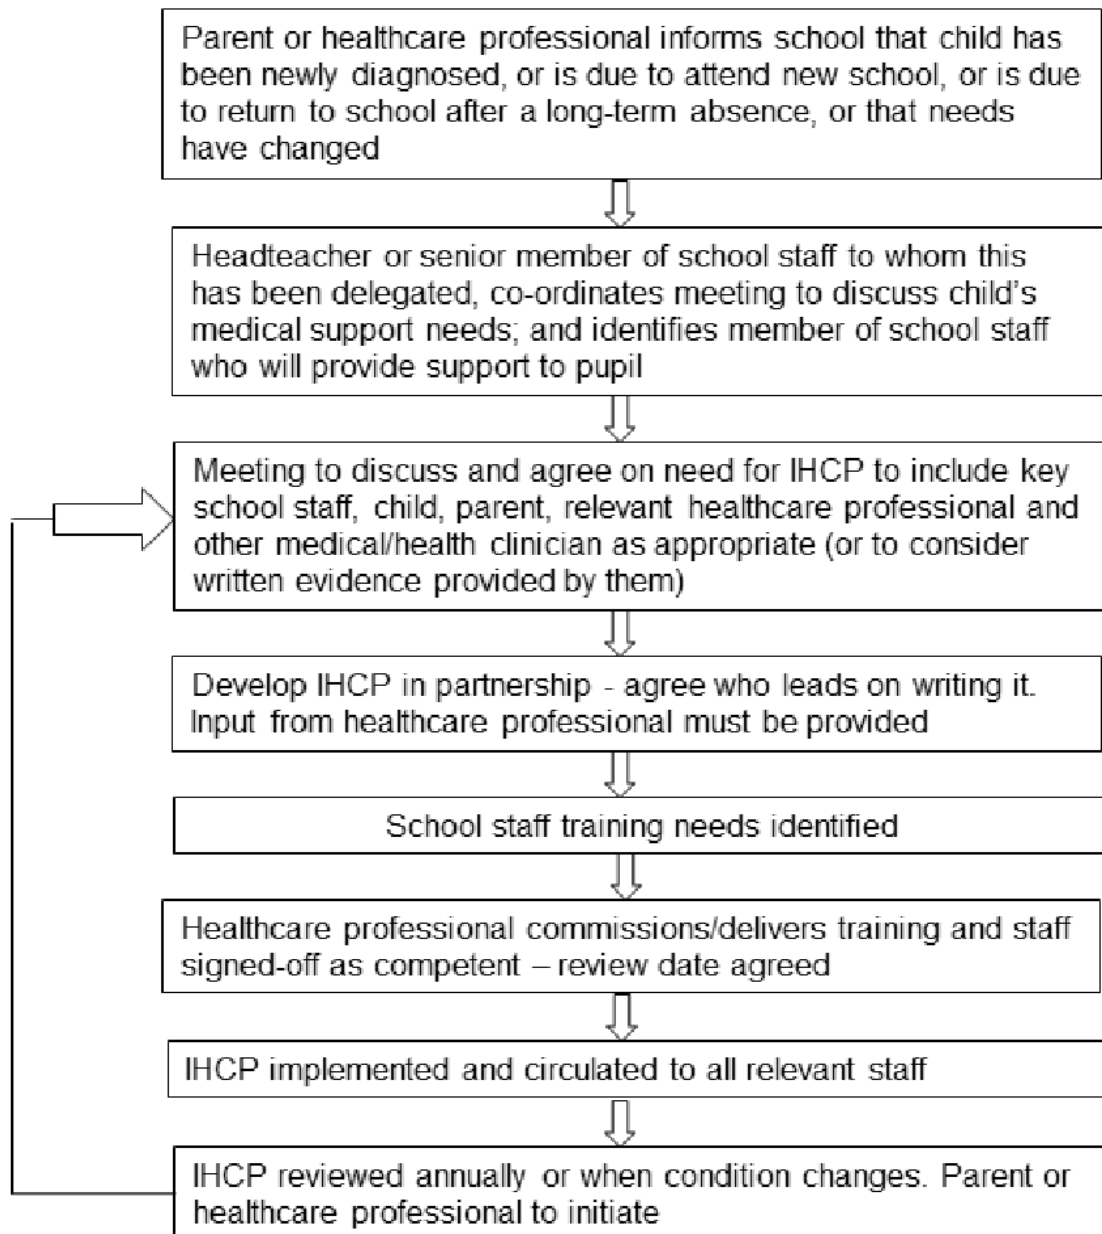 Parent or healthcare professional informs school that child has
been newly diagnosed, or is due to attend new school, or is due
to return to school after a long-term absence, or that needs
have changed
Headteacher or senior member of school staff to whom this
has been delegated, co-ordinates meeting to discuss child's
medical support needs; and identifies member of school staff
who will provide support to pupil
Meeting to discuss and agree on need for IHCP to include key
school staff, child, parent, relevant healthcare professional and
other medical/health clinician as appropriate (or to consider
written evidence provided by them)
Develop IHCP in partnership - agree who leads on writing it.
Input from healthcare professional must be provided
School staff training needs identified
Healthcare professional commissions/delivers training and staff
signed-off as competent – review date agreed
IHCP implemented and circulated to all relevant staff
IHCP reviewed annually or when condition changes. Parent or
healthcare professional to initiate